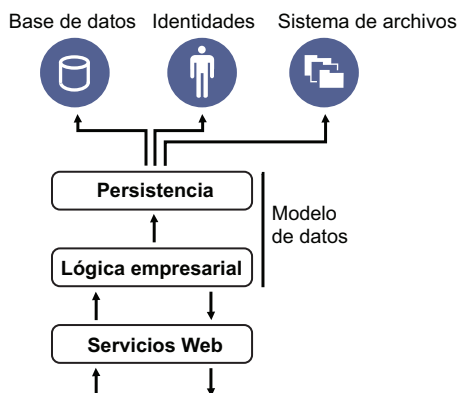 Base de datos
Identidades
Sistema de archivos
Persistencia
Modelo
de datos
Lógica empresarial
Servicios Web